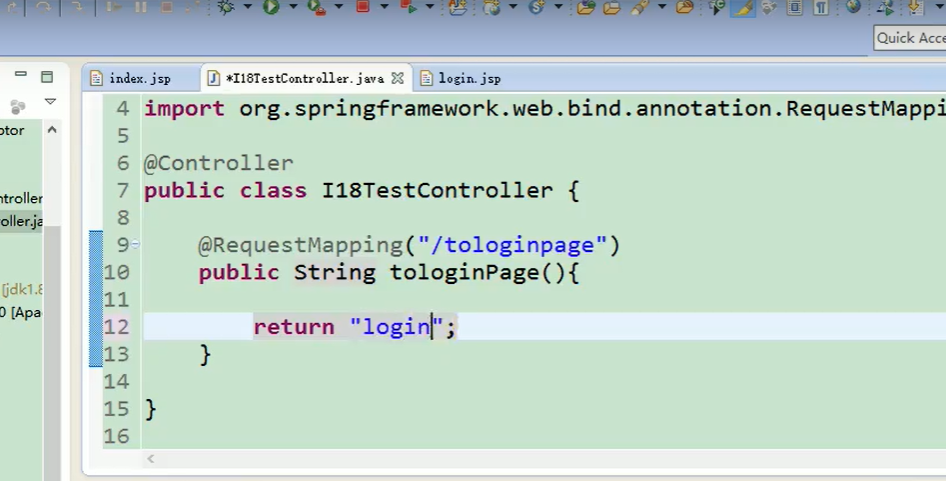 Quick Acce
index.jsp
*I18TestController.java
login.jsp
ptor
ntroller
oller.ja
[jdk1.8
0 [Apa
4 import org.springframework.web.bind.annotation.RequestMappi
5
6 @Controller
7 public class I18TestController {
8
9 @RequestMapping("/tologinpage")
10 public String tologinPage(){
11
12 return "login";
13 }
14
15 }
16